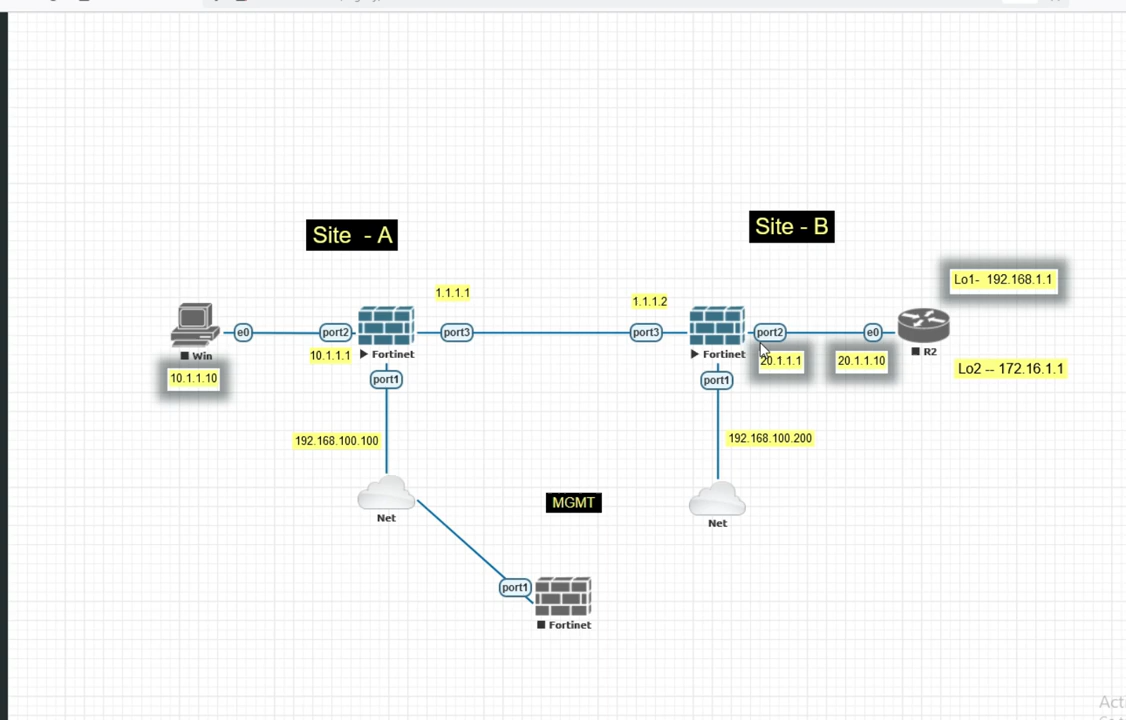 Site - A
Site - B
Lo1- 192.168.1.1
1.1.1.1
1.1.1.2
e0
port2
port3
port3
port2
e0
Win
10.1.1.1
Fortinet
Fortinet
20.1.1.1
20.1.1.10
R2
10.1.1.10
port1
port1
Lo2 -- 172.16.1.1
192.168.100.100
192.168.100.200
MGMT
Net
Net
port1
Fortinet